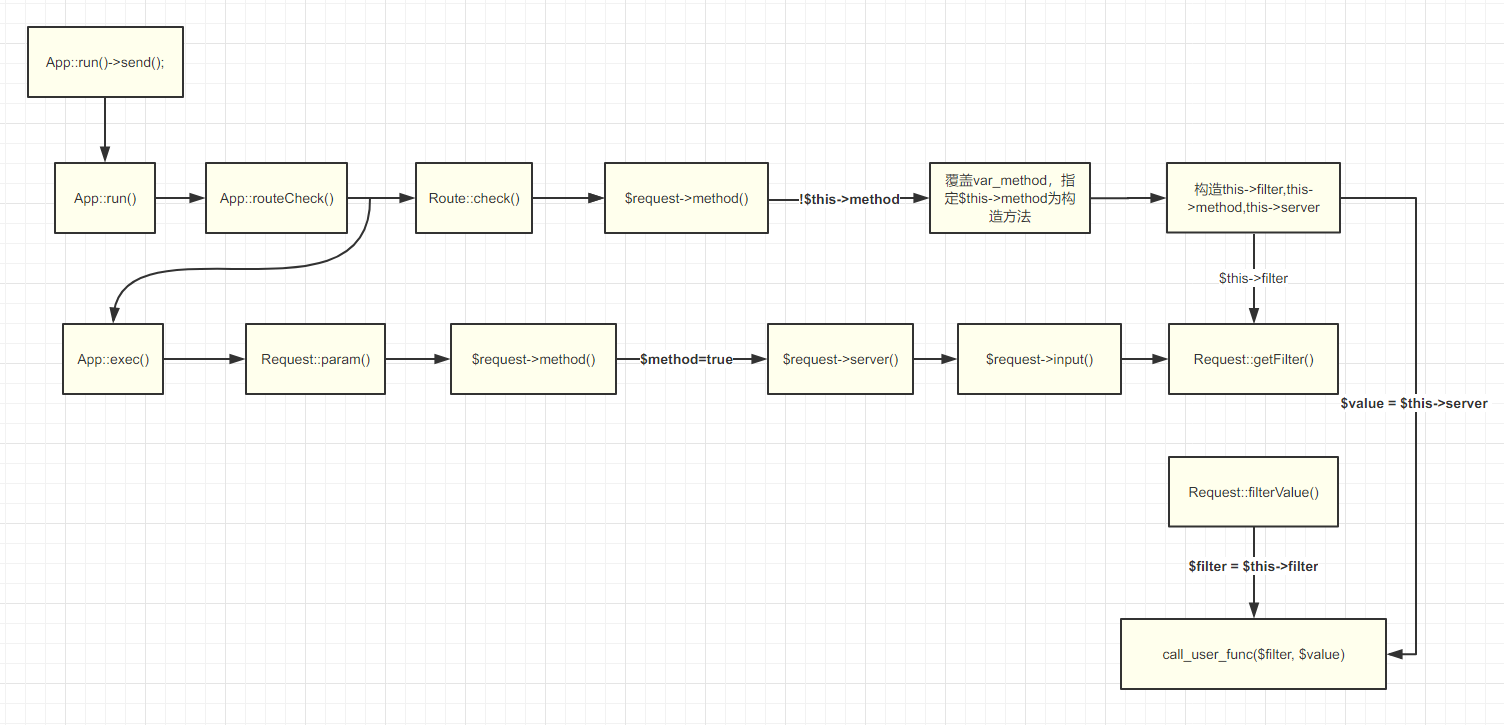 App::run()->send();
App::run()
App::routeCheck()
Route::check()
$request->method()
!$this->method
覆盖var_method，指
定$this->method为构
造方法
构造this->filter,this-
>method,this->server
$this->filter
App::exec()
Request::param()
$request->method()
$method=true
$request->server()
$request->input()
Request::getFilter()
$value = $this->server
Request::filterValue()
$filter = $this->filter
call_user_func($filter, $value)